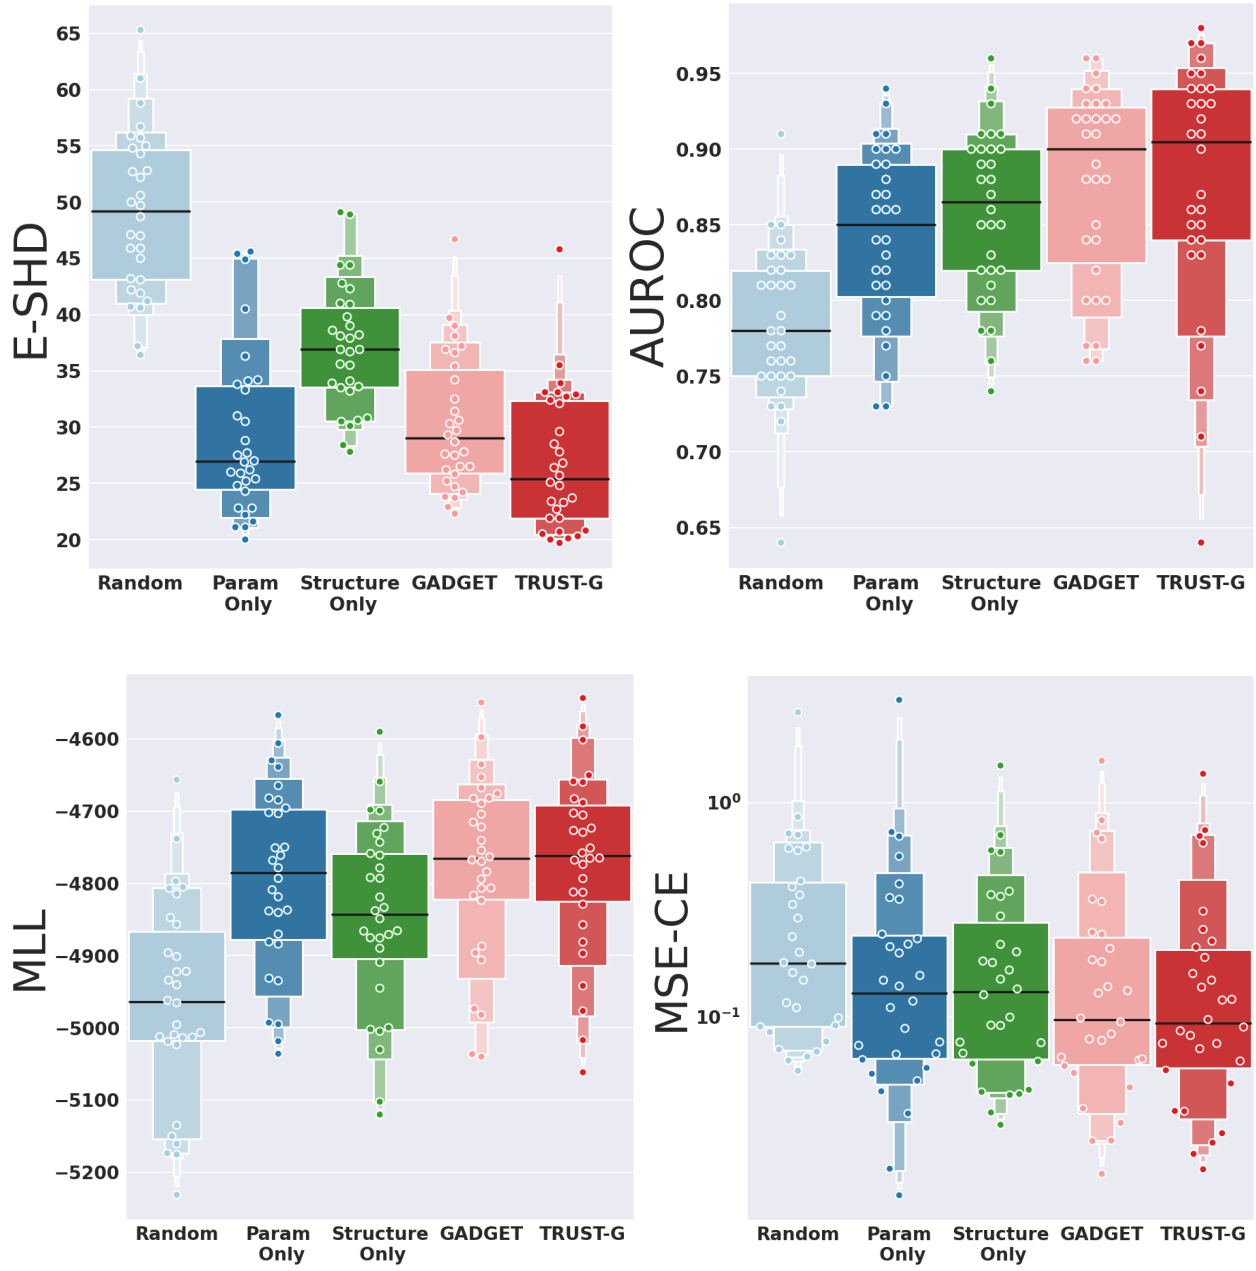 E-SHD
65
60
55
50
45
40
35
30
25
20
Random
Param
Only
Structure
Only
GADGET
TRUST-G
AUROC
0.95
0.90
0.85
0.80
0.75
0.70
0.65
Random
Param
Only
Structure
Only
GADGET
TRUST-G
MLL
−4600
−4700
−4800
−4900
−5000
−5100
−5200
Random
Param
Only
Structure
Only
GADGET
TRUST-G
MSE-CE
10⁰
10⁻¹
Random
Param
Only
Structure
Only
GADGET
TRUST-G